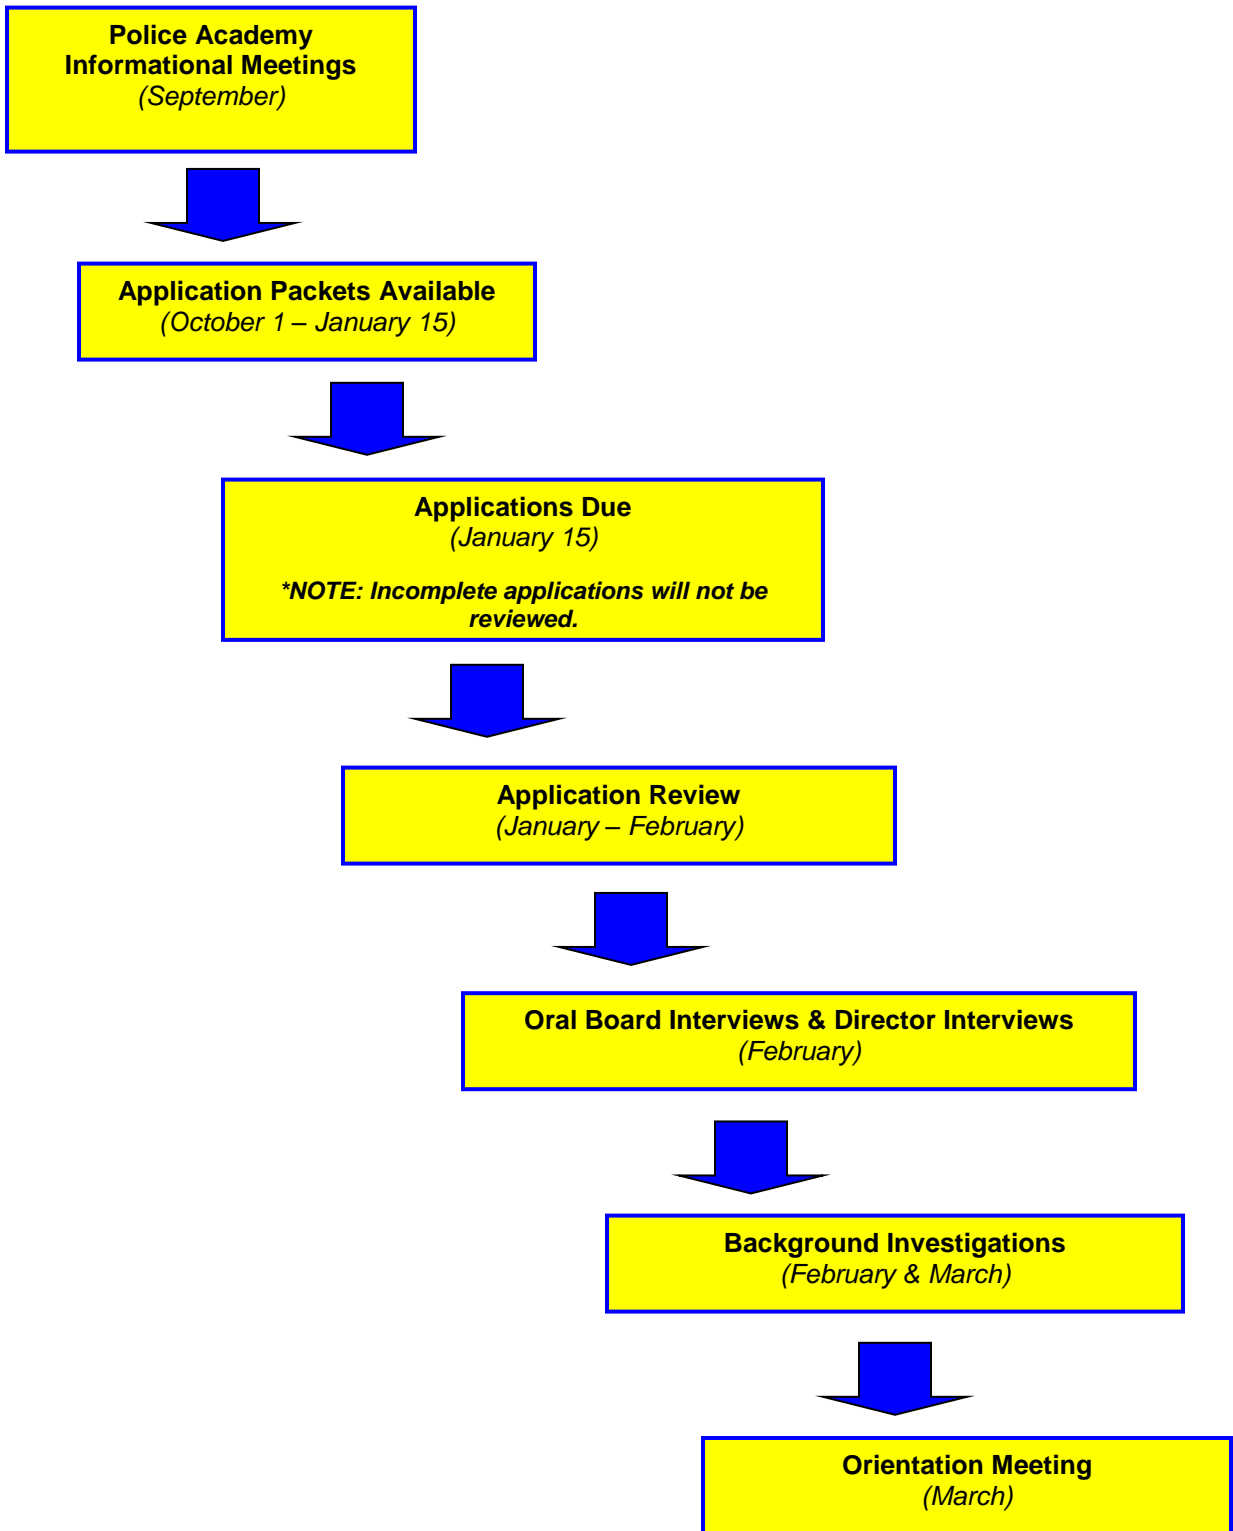 Police Academy
Informational Meetings
(September)
Application Packets Available
(October 1 – January 15)
Applications Due
(January 15)
*NOTE: Incomplete applications will not be
reviewed.
Application Review
(January – February)
Oral Board Interviews & Director Interviews
(February)
Background Investigations
(February & March)
Orientation Meeting
(March)